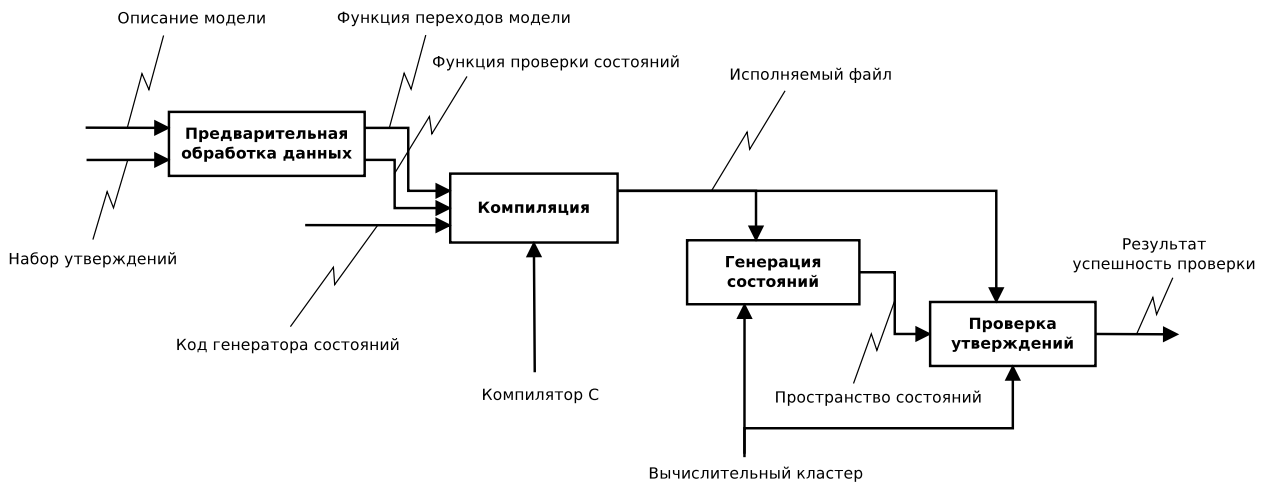 Описание модели
Функция переходов модели
Функция проверки состояний
Исполняемый файл
Предварительная
обработка данных
Компиляция
Набор утверждений
Генерация
состояний
Результат
успешность проверки
Проверка
утверждений
Код генератора состояний
Компилятор С
Пространство состояний
Вычислительный кластер